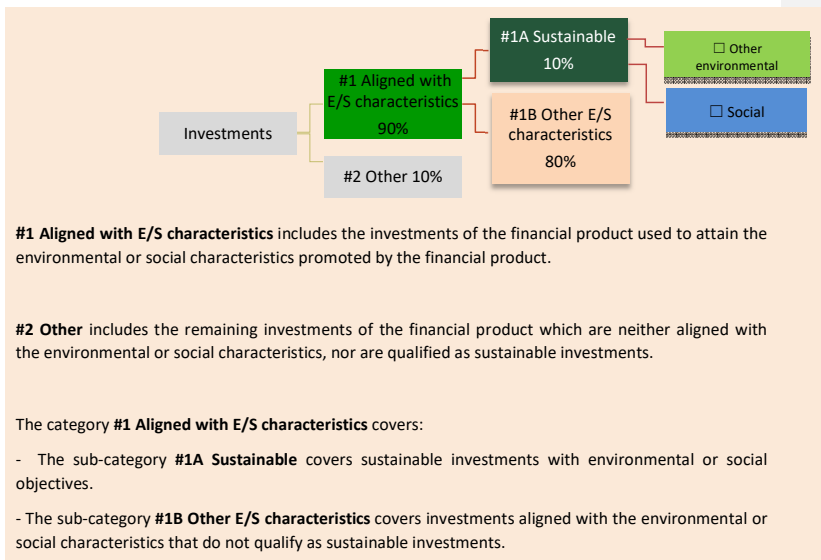 #1A Sustainable
10%
☐ Other
environmental
#1 Aligned with
E/S characteristics
90%
☐ Social
#1B Other E/S
characteristics
80%
Investments
#2 Other 10%
#1 Aligned with E/S characteristics includes the investments of the financial product used to attain the
environmental or social characteristics promoted by the financial product.
#2 Other includes the remaining investments of the financial product which are neither aligned with
the environmental or social characteristics, nor are qualified as sustainable investments.
The category #1 Aligned with E/S characteristics covers:
- The sub-category #1A Sustainable covers sustainable investments with environmental or social
objectives.
- The sub-category #1B Other E/S characteristics covers investments aligned with the environmental or
social characteristics that do not qualify as sustainable investments.